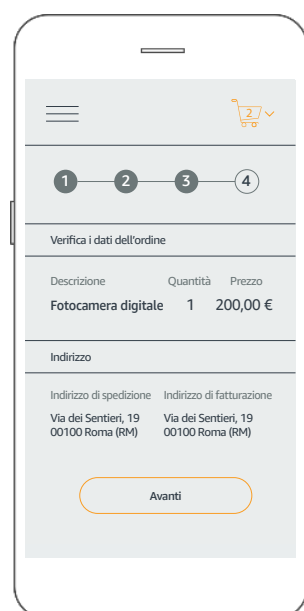 2
1 2 3 4
Verifica i dati dell'ordine
Descrizione Quantità Prezzo
Fotocamera digitale 1 200,00 €
Indirizzo
Indirizzo di spedizione Indirizzo di fatturazione
Via dei Sentieri, 19 Via dei Sentieri, 19
00100 Roma (RM) 00100 Roma (RM)
Avanti